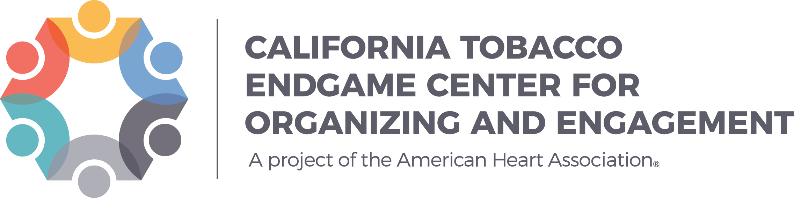 CALIFORNIA TOBACCO
ENDGAME CENTER FOR
ORGANIZING AND ENGAGEMENT
A project of the American Heart Association®